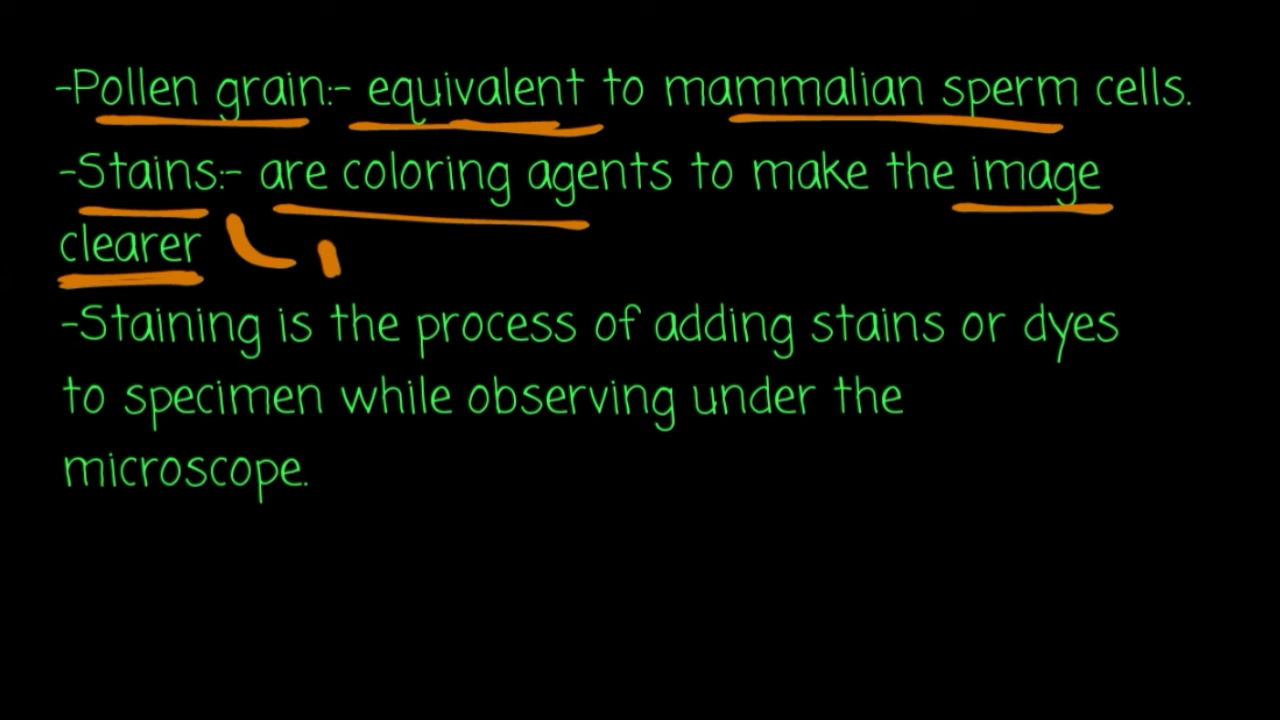 -Pollen grain:- equivalent to mammalian sperm cells.
-Stains:- are coloring agents to make the image
clearer
-Staining is the process of adding stains or dyes
to specimen while observing under the
microscope.